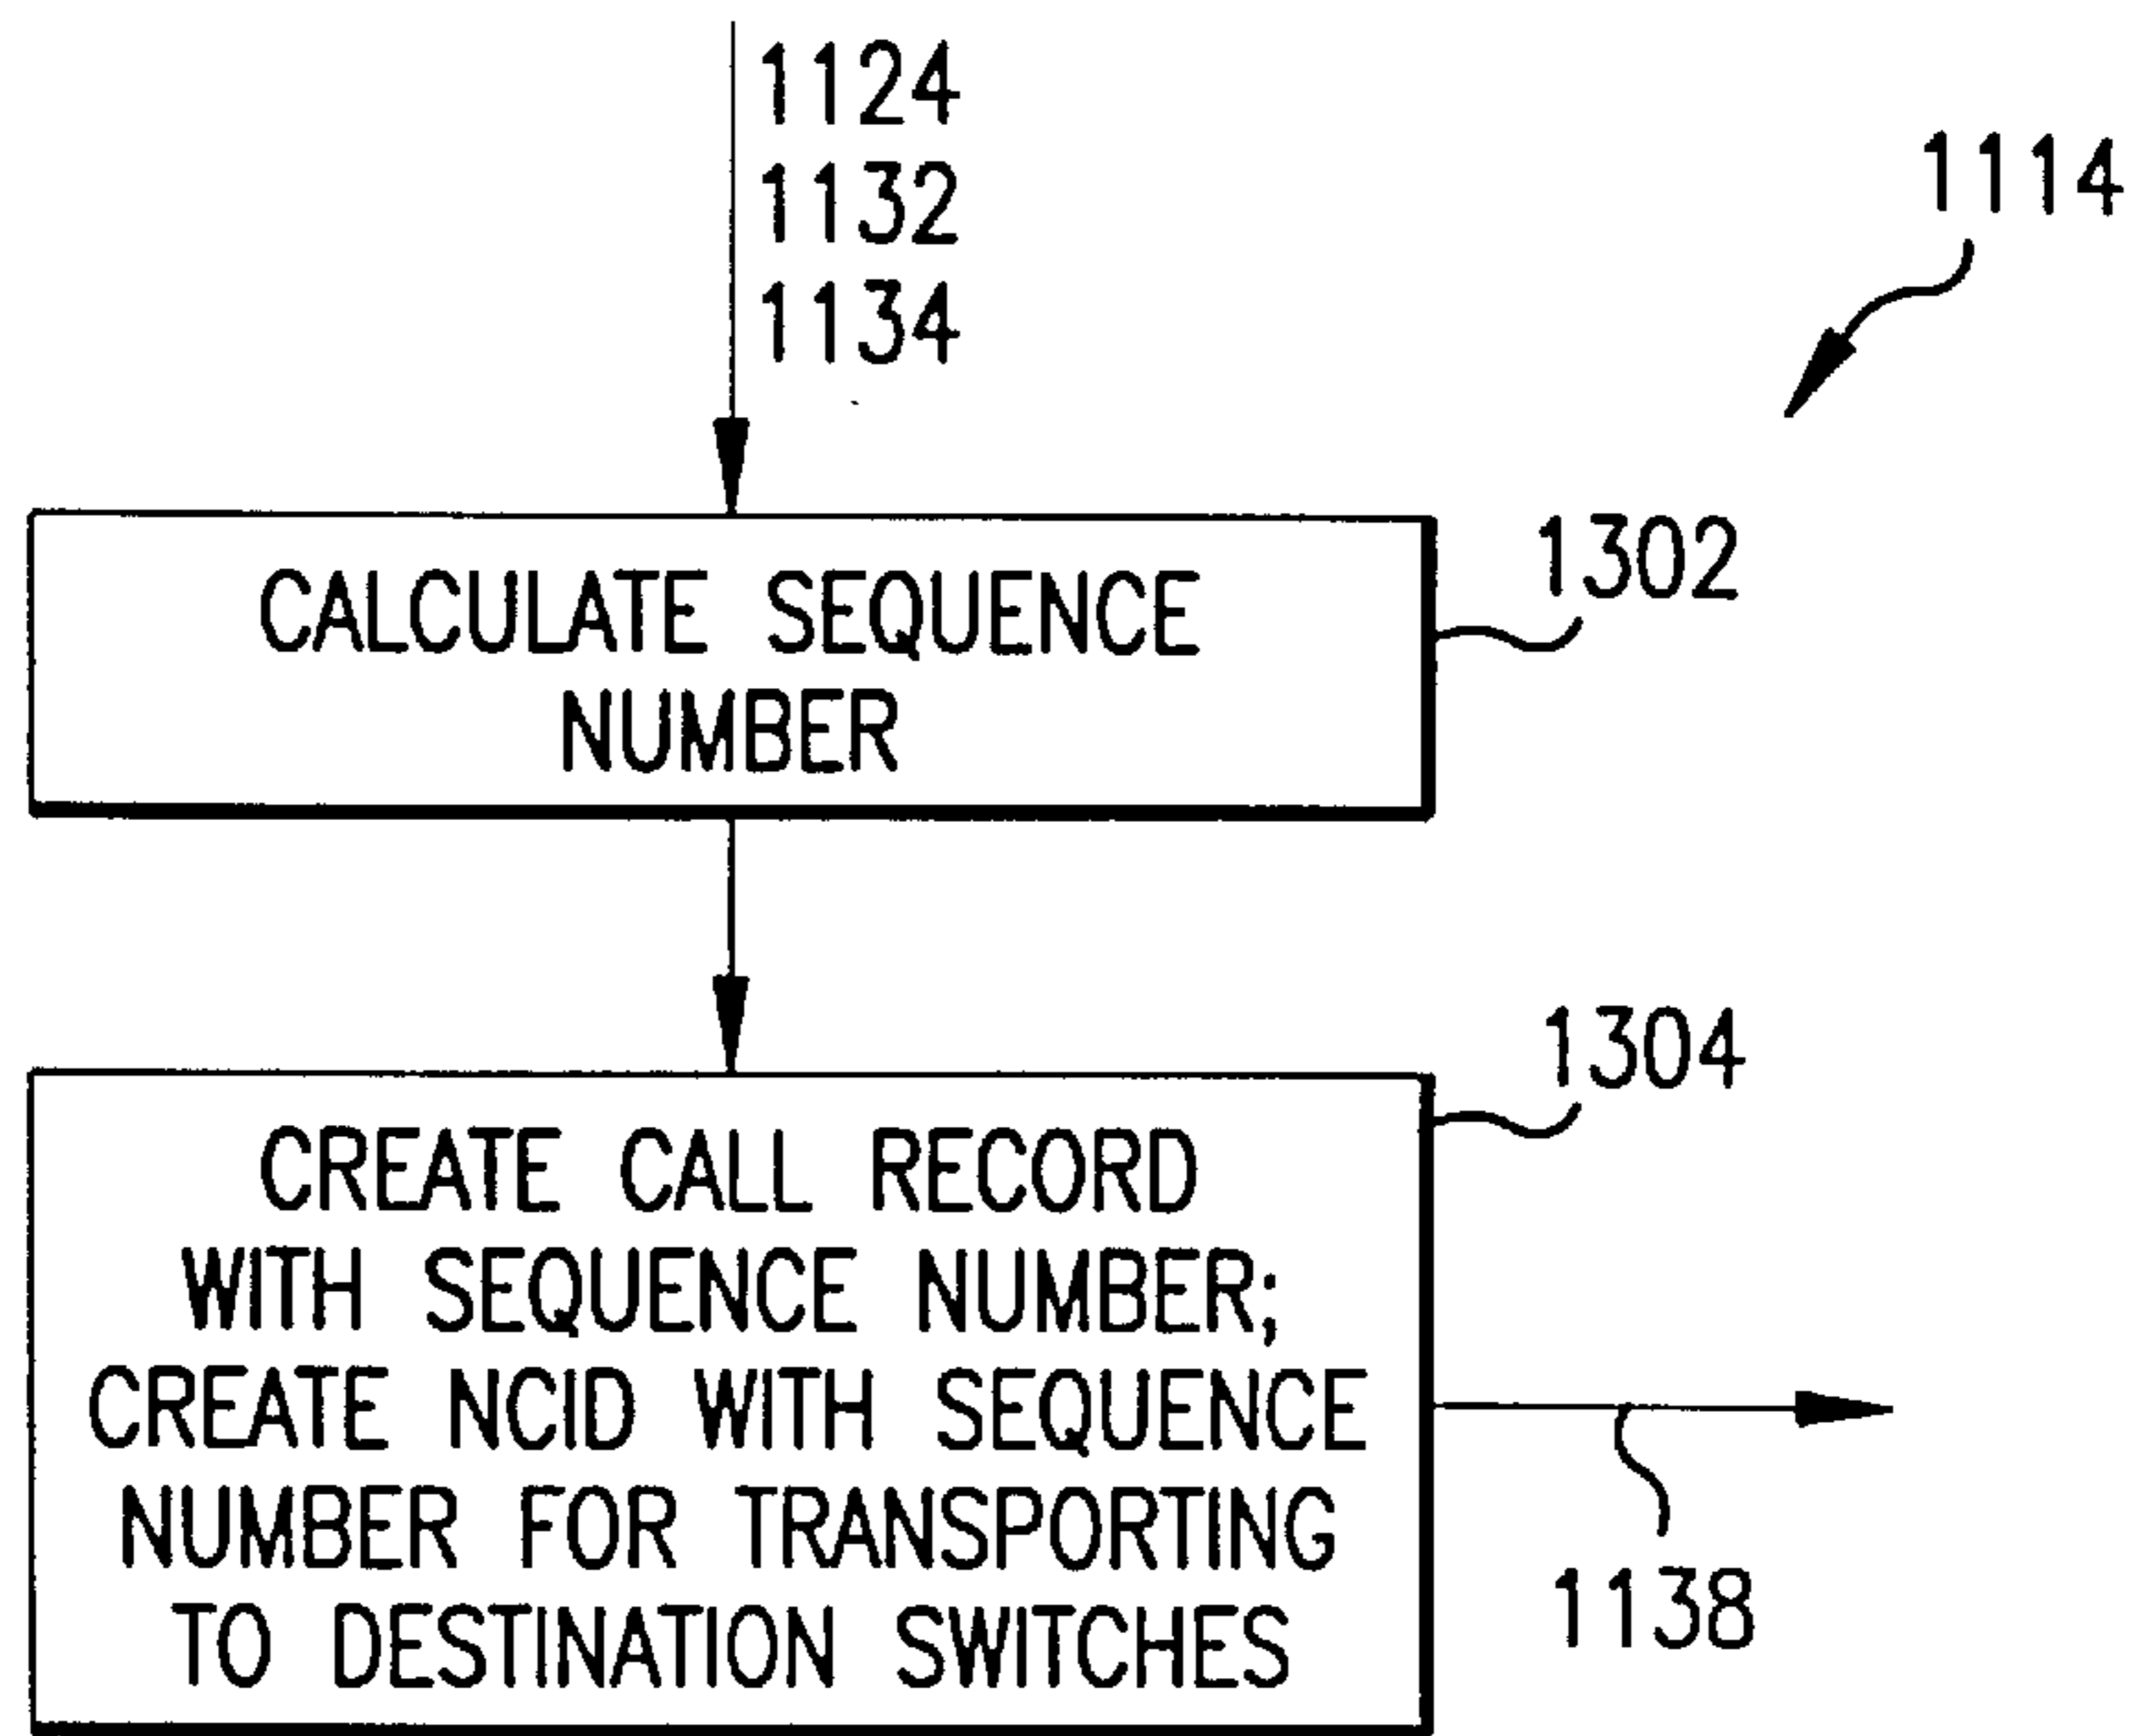 1124
1132
1134
1114
CALCULATE SEQUENCE
NUMBER
1302
1304
CREATE CALL RECORD
WITH SEQUENCE NUMBER;
CREATE NCID WITH SEQUENCE
NUMBER FOR TRANSPORTING
TO DESTINATION SWITCHES
1138